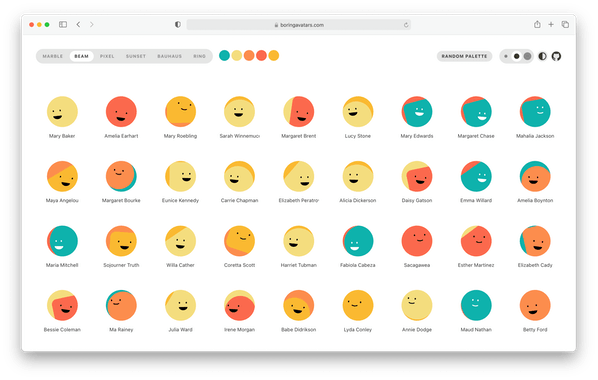 boringavatars.com
MARBLE BEAM PIXEL SUNSET BAUHAUS RING RANDOM PALETTE
Mary Baker Amelia Earhart Mary Roebling Sarah Winnemucc Margaret Brent Lucy Stone Mary Edwards Margaret Chase Mahalia Jackson
Maya Angelou Margaret Bourke Eunice Kennedy Carrie Chapman Elizabeth Peratro Alicia Dickerson Daisy Gatson Emma Willard Amelia Boynton
Maria Mitchell Sojourner Truth Willa Cather Coretta Scott Harriet Tubman Fabiola Cabeza Sacagawea Esther Martinez Elizabeth Cady
Bessie Coleman Ma Rainey Julia Ward Irene Morgan Babe Didrikson Lyda Conley Annie Dodge Maud Nathan Betty Ford